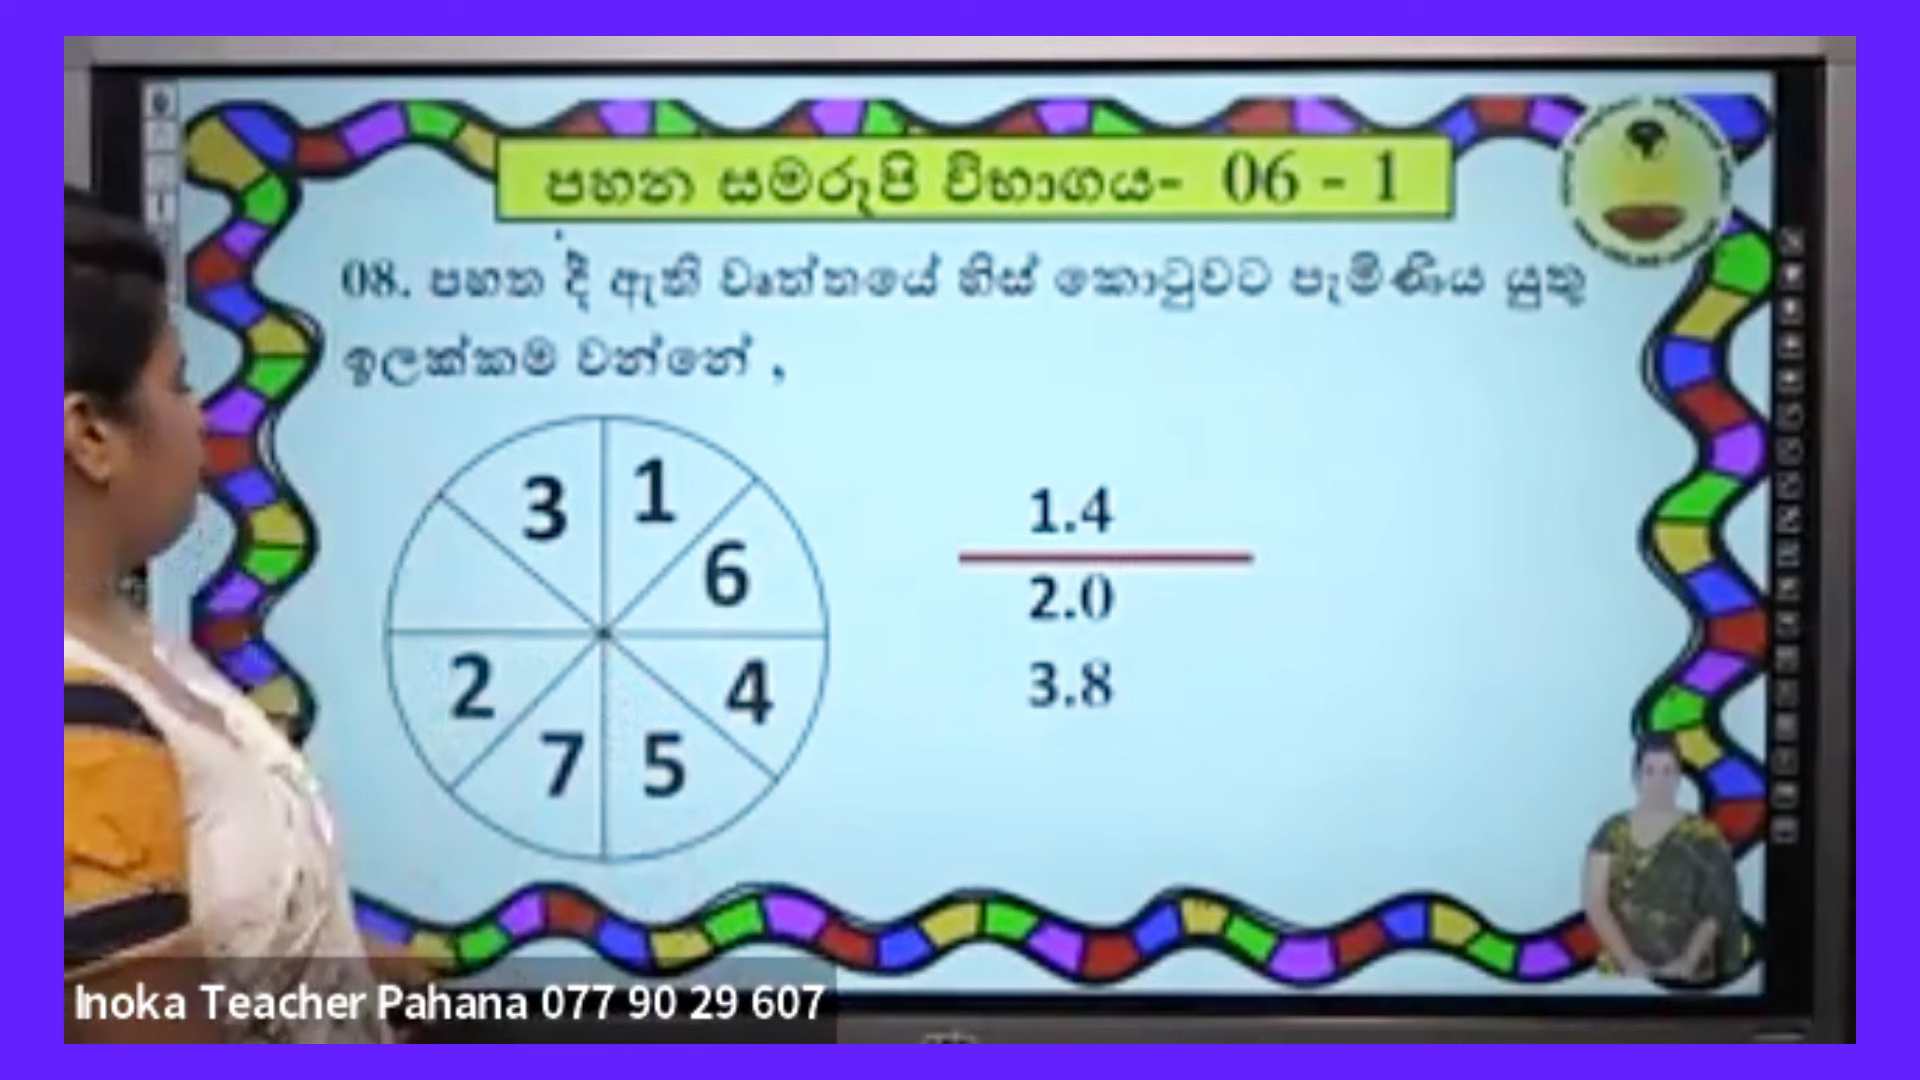 පහන සමරූපි විභාගය- 06 - 1
08. පහත දී ඇති වෘත්තයේ හිස් කොටුවට පැමිණිය යුතු
ඉලක්කම වන්නේ ,
3 1
6
2 4
7 5
1.4
2.0
3.8
Inoka Teacher Pahana 077 90 29 607